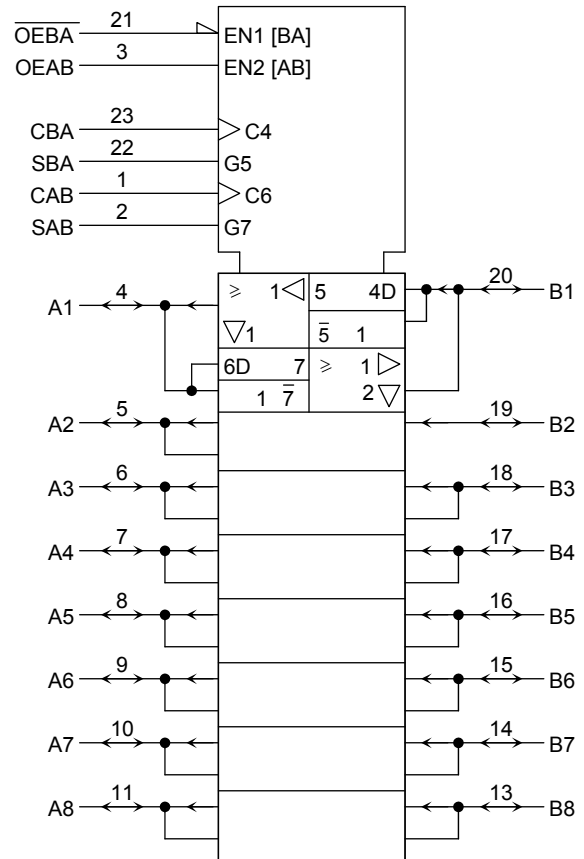 OEBA 21 EN1 [BA]
OEAB 3 EN2 [AB]
CBA 23 C4
SBA 22 G5
CAB 1 C6
SAB 2 G7
A1 4 ≥ 1 5 4D 20 B1
▽1 5̅ 1
6D 7 ≥ 1
1 7̅ 2▽
A2 5 19 B2
A3 6 18 B3
A4 7 17 B4
A5 8 16 B5
A6 9 15 B6
A7 10 14 B7
A8 11 13 B8